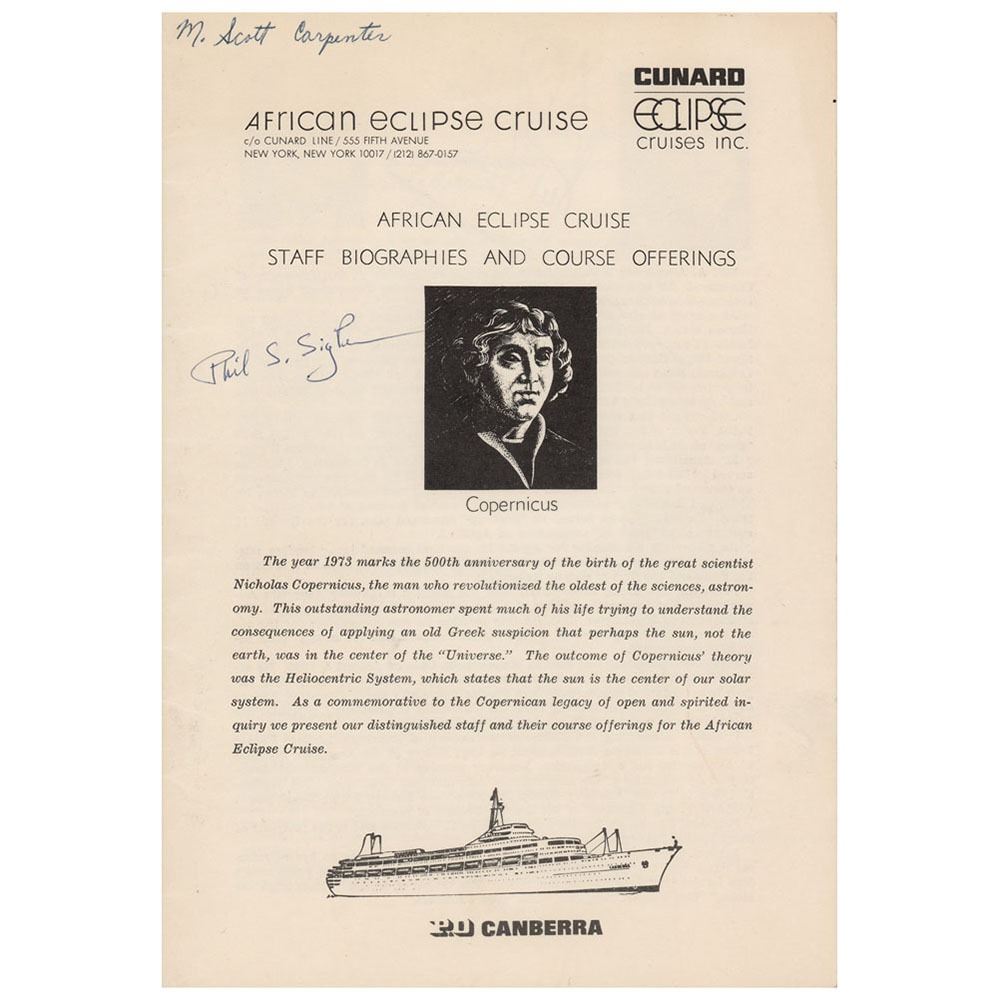 M. Scott Carpenter
CUNARD
ECLIPSE
cruises inc.
African eclipse cruise
c/o CUNARD LINE / 555 FIFTH AVENUE
NEW YORK, NEW YORK 10017 / (212) 867-0157
AFRICAN ECLIPSE CRUISE
STAFF BIOGRAPHIES AND COURSE OFFERINGS
Phil S.
Copernicus
The year 1973 marks the 500th anniversary of the birth of the great scientist
Nicholas Copernicus, the man who revolutionized the oldest of the sciences, astron-
omy. This outstanding astronomer spent much of his life trying to understand the
consequences of applying an old Greek suspicion that perhaps the sun, not the
earth, was in the center of the “Universe.” The outcome of Copernicus’ theory
was the Heliocentric System, which states that the sun is the center of our solar
system. As a commemorative to the Copernican legacy of open and spirited in-
quiry we present our distinguished staff and their course offerings for the African
Eclipse Cruise.
P&O CANBERRA